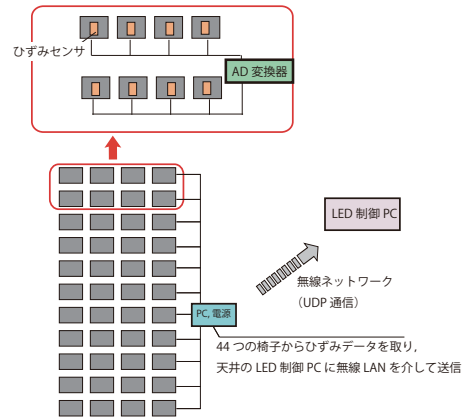 ひずみセンサ
AD 変換器
LED 制御 PC
無線ネットワーク
（UDP 通信）
PC, 電源
44 つの椅子からひずみデータを取り,
天井の LED 制御 PC に無線 LAN を介して送信